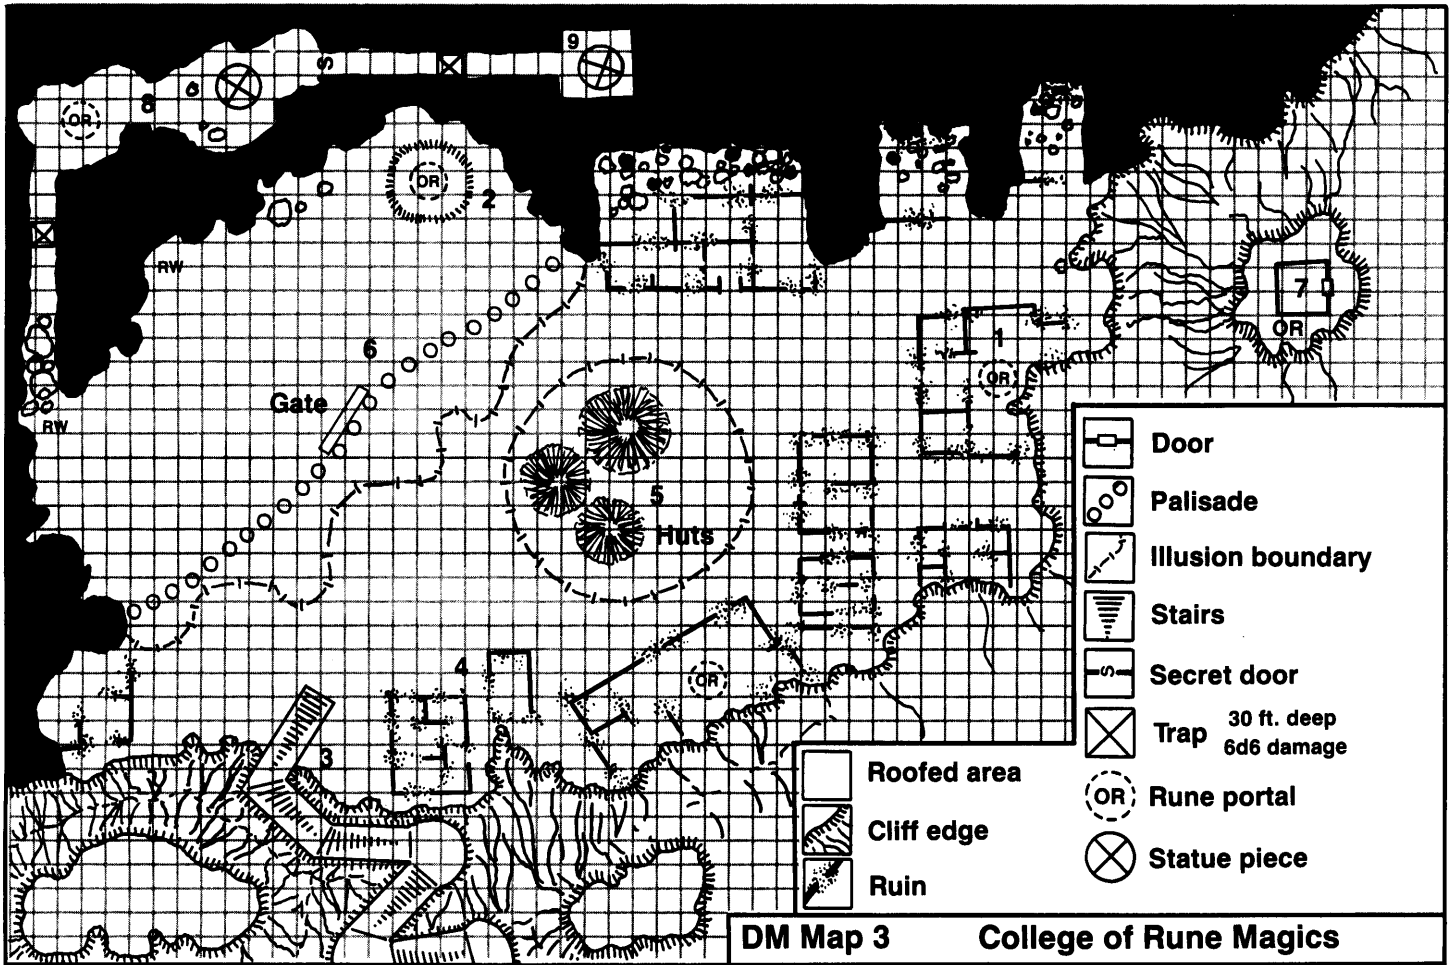 9
S
8
OR
OR
2
RW
7
OR
6
1
OR
Gate
RW
5
Huts
4
OR
3
Door
Palisade
Illusion boundary
Stairs
S
Secret door
Trap 30 ft. deep
6d6 damage
OR
Rune portal
Statue piece
Roofed area
Cliff edge
Ruin
DM Map 3 College of Rune Magics